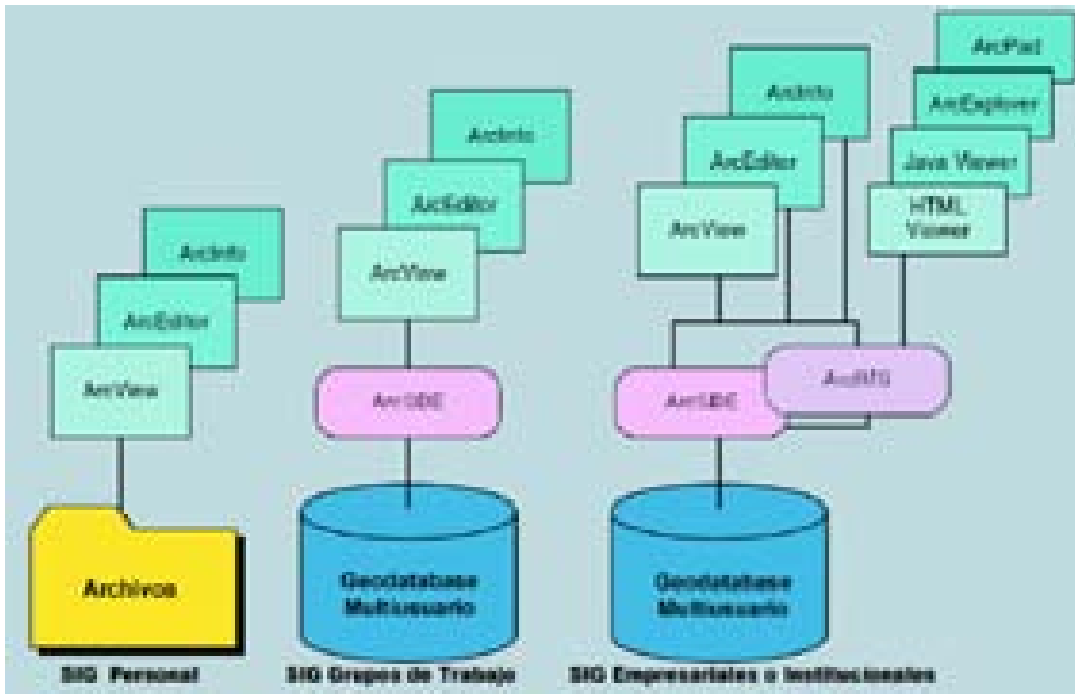 ArcInfo
ArcEditor
ArcView
Archivos
SIG Personal
ArcInfo
ArcEditor
ArcView
ArcSDE
Geodatabase
Multiusuario
SIG Grupos de Trabajo
ArcInfo
ArcEditor
ArcView
ArcPad
ArcExplorer
Java Viewer
HTML
Viewer
ArcSDE
ArcIMS
Geodatabase
Multiusuario
SIG Empresariales o Institucionales